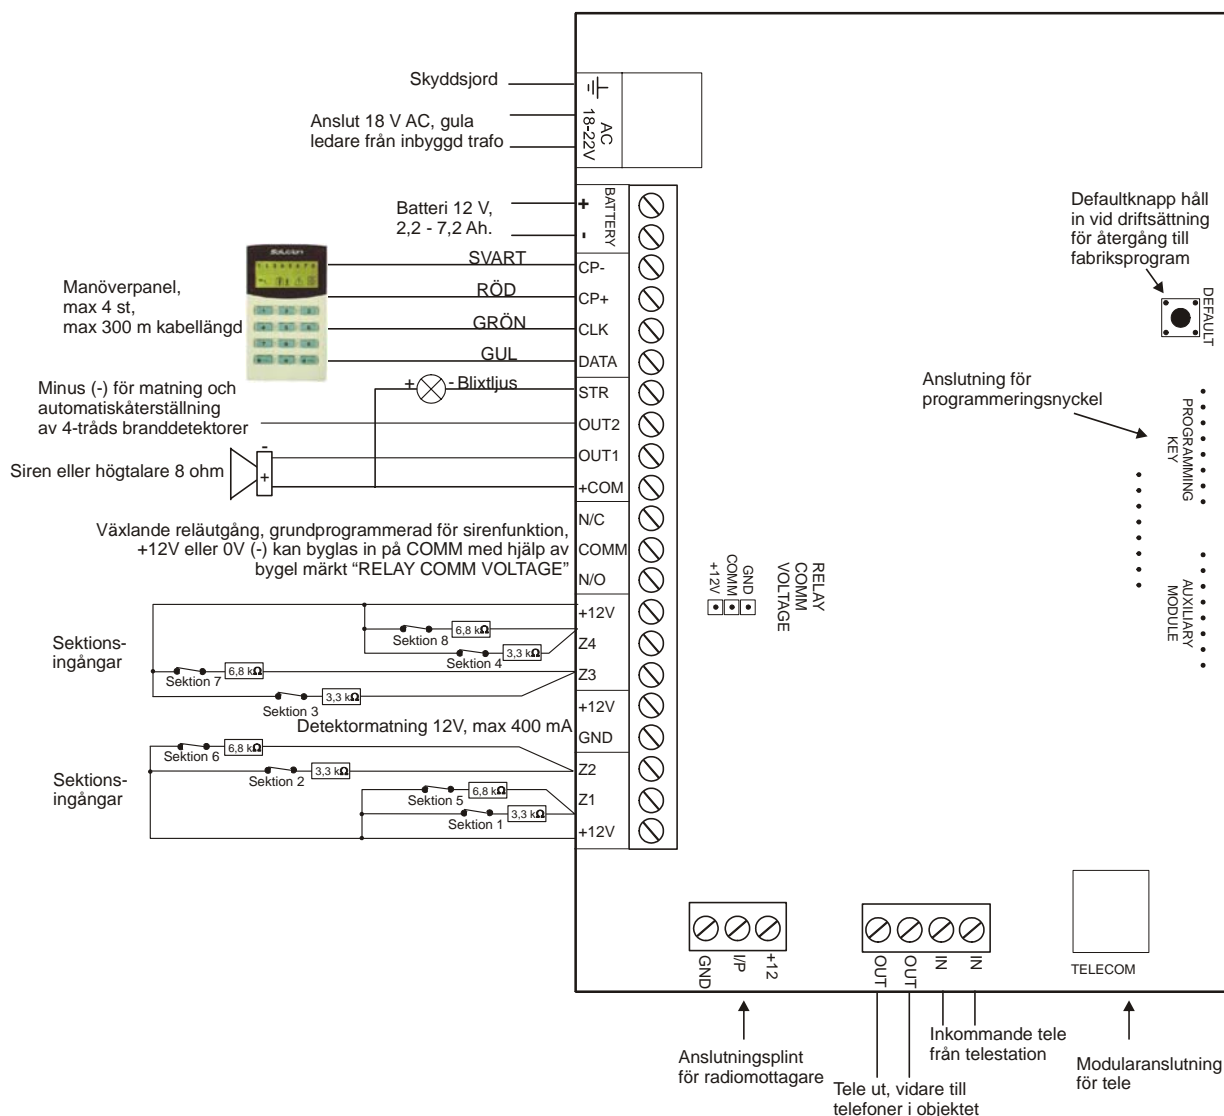 Skyddsjord
AC
18-22V
Anslut 18 V AC, gula
ledare från inbyggd trafo
BATTERY
+
-
Batteri 12 V,
2,2 - 7,2 Ah.
Solution
Manöverpanel,
max 4 st,
max 300 m kabellängd
SVART
CP-
RÖD
CP+
GRÖN
CLK
GUL
DATA
+
-
Blixtljus
STR
Minus (-) för matning och
automatiskåterställning
av 4-tråds branddetektorer
OUT2
OUT1
+COM
Siren eller högtalare 8 ohm
-
+
N/C
COMM
N/O
Växlande reläutgång, grundprogrammerad för sirenfunktion,
+12V eller 0V (-) kan byglas in på COMM med hjälp av
bygel märkt “RELAY COMM VOLTAGE”
+12V
Z4
Z3
Sektions-
ingångar
6,8 kΩ
Sektion 8
3,3 kΩ
Sektion 4
6,8 kΩ
Sektion 7
3,3 kΩ
Sektion 3
+12V
GND
Detektormatning 12V, max 400 mA
Z2
Z1
+12V
Sektions-
ingångar
6,8 kΩ
Sektion 6
3,3 kΩ
Sektion 2
6,8 kΩ
Sektion 5
3,3 kΩ
Sektion 1
+12V
COMM
GND
RELAY
COMM
VOLTAGE
Defaultknapp håll
in vid driftsättning
för återgång till
fabriksprogram
DEFAULT
Anslutning för
programmeringsnyckel
PROGRAMMING
KEY
AUXILIARY
MODULE
GND
I/P
+12
OUT
OUT
IN
IN
TELECOM
Anslutningsplint
för radiomottagare
Tele ut, vidare till
telefoner i objektet
Inkommande tele
från telestation
Modularanslutning
för tele